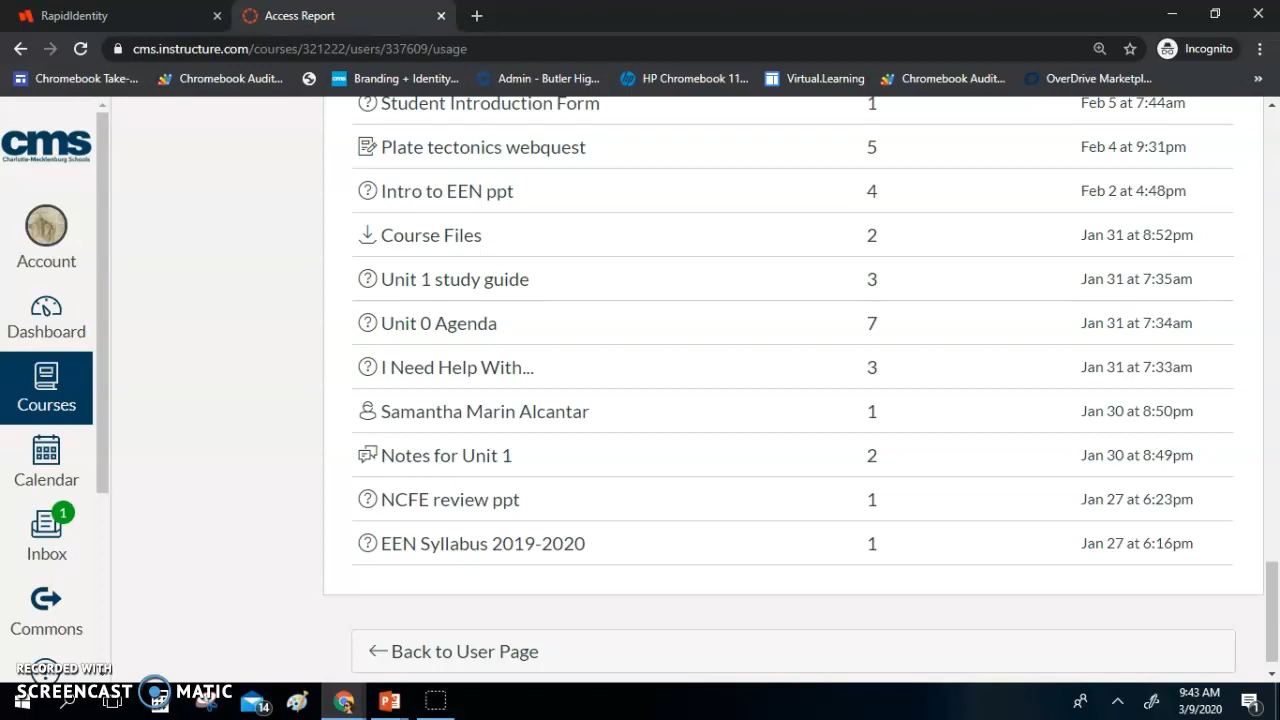 RapidIdentity
Access Report
cms.instructure.com/courses/321222/users/337609/usage
Incognito
Chromebook Take-...
Chromebook Audit...
Branding + Identity...
Admin - Butler Hig...
HP Chromebook 11...
Virtual.Learning
Chromebook Audit...
OverDrive Marketpl...
cms
Charlotte-Mecklenburg Schools
Account
Dashboard
Courses
Calendar
1
Inbox
Commons
Student Introduction Form 1 Feb 5 at 7:44am
Plate tectonics webquest 5 Feb 4 at 9:31pm
Intro to EEN ppt 4 Feb 2 at 4:48pm
Course Files 2 Jan 31 at 8:52pm
Unit 1 study guide 3 Jan 31 at 7:35am
Unit 0 Agenda 7 Jan 31 at 7:34am
I Need Help With... 3 Jan 31 at 7:33am
Samantha Marin Alcantar 1 Jan 30 at 8:50pm
Notes for Unit 1 2 Jan 30 at 8:49pm
NCFE review ppt 1 Jan 27 at 6:23pm
EEN Syllabus 2019-2020 1 Jan 27 at 6:16pm
Back to User Page
RECORDED WITH
SCREENCAST MATIC
14
9:43 AM
3/9/2020
1